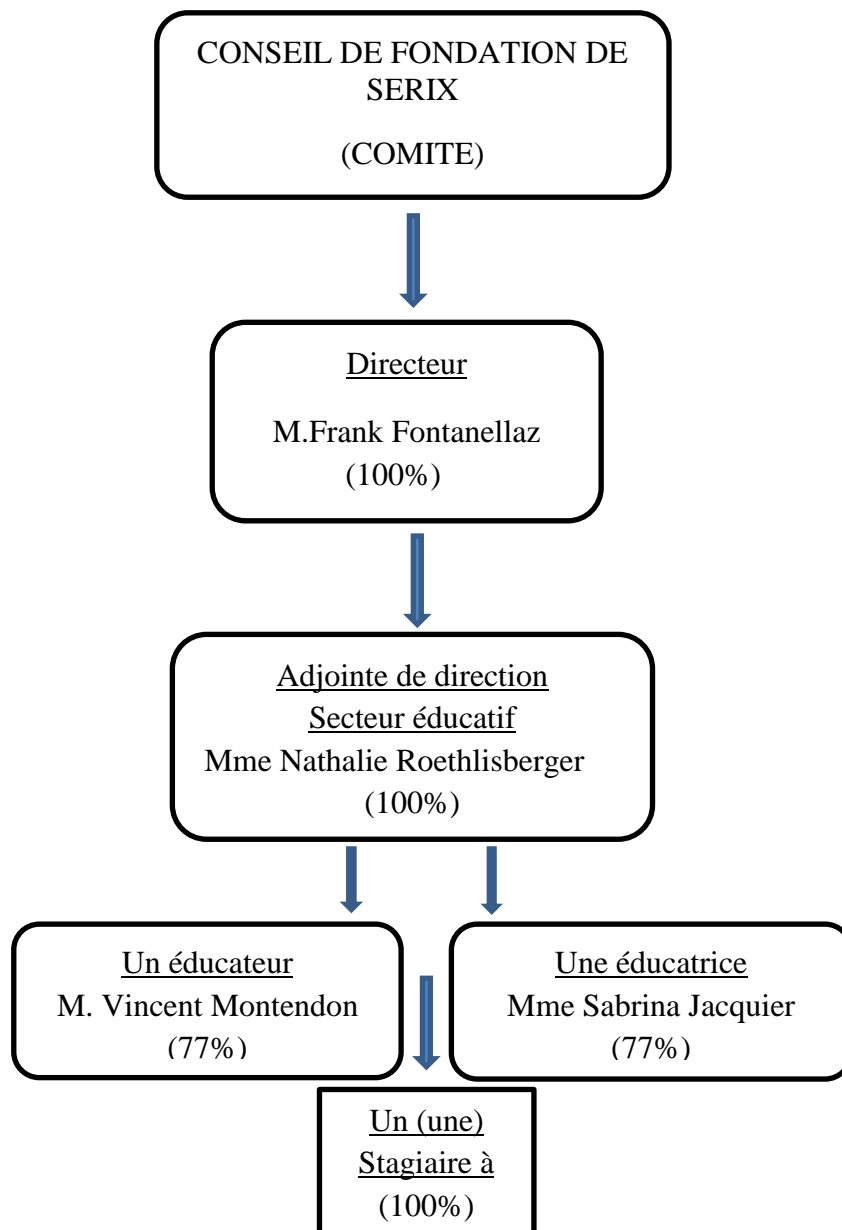 CONSEIL DE FONDATION DE
SERIX
(COMITE)
Directeur
M.Frank Fontanellaz
(100%)
Adjointe de direction
Secteur éducatif
Mme Nathalie Roethlisberger
(100%)
Un éducateur
M. Vincent Montendon
(77%)
Une éducatrice
Mme Sabrina Jacquier
(77%)
Un (une)
Stagiaire à
(100%)